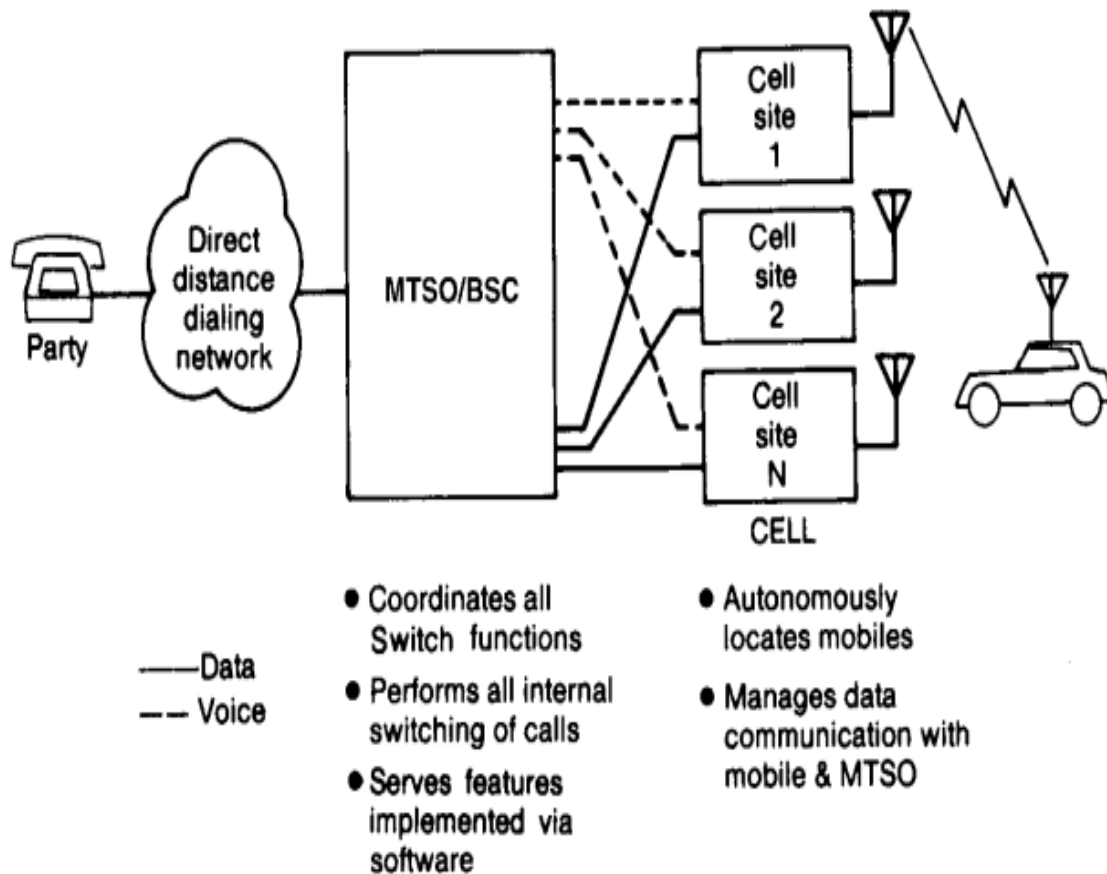 Party
Direct
distance
dialing
network
MTSO/BSC
Cell
site
1
Cell
site
2
Cell
site
N
CELL
Data
Voice
● Coordinates all
Switch functions
● Performs all internal
switching of calls
● Serves features
implemented via
software
● Autonomously
locates mobiles
● Manages data
communication with
mobile & MTSO